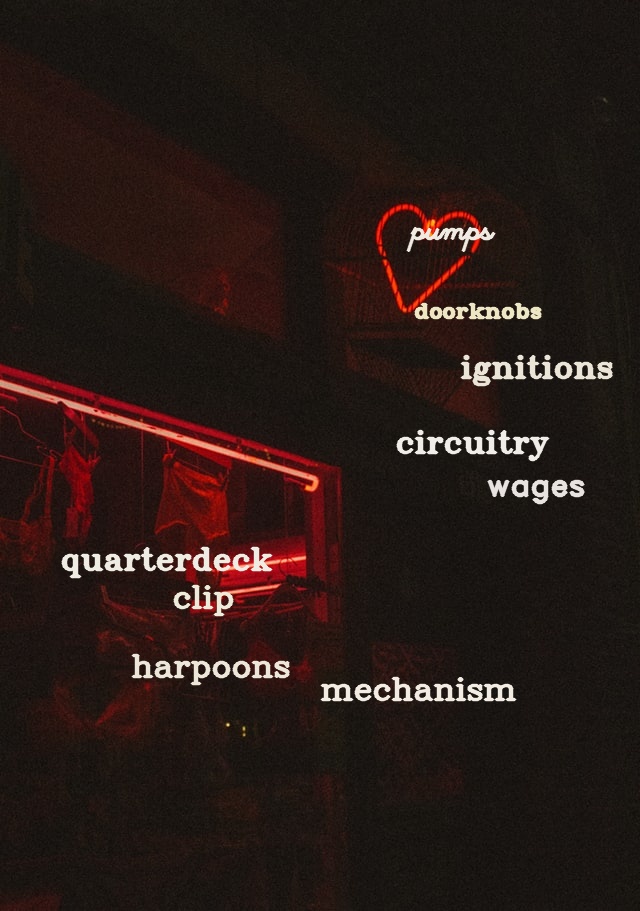 pumps
doorknobs
ignitions
circuitry
wages
quarterdeck
clip
harpoons
mechanism